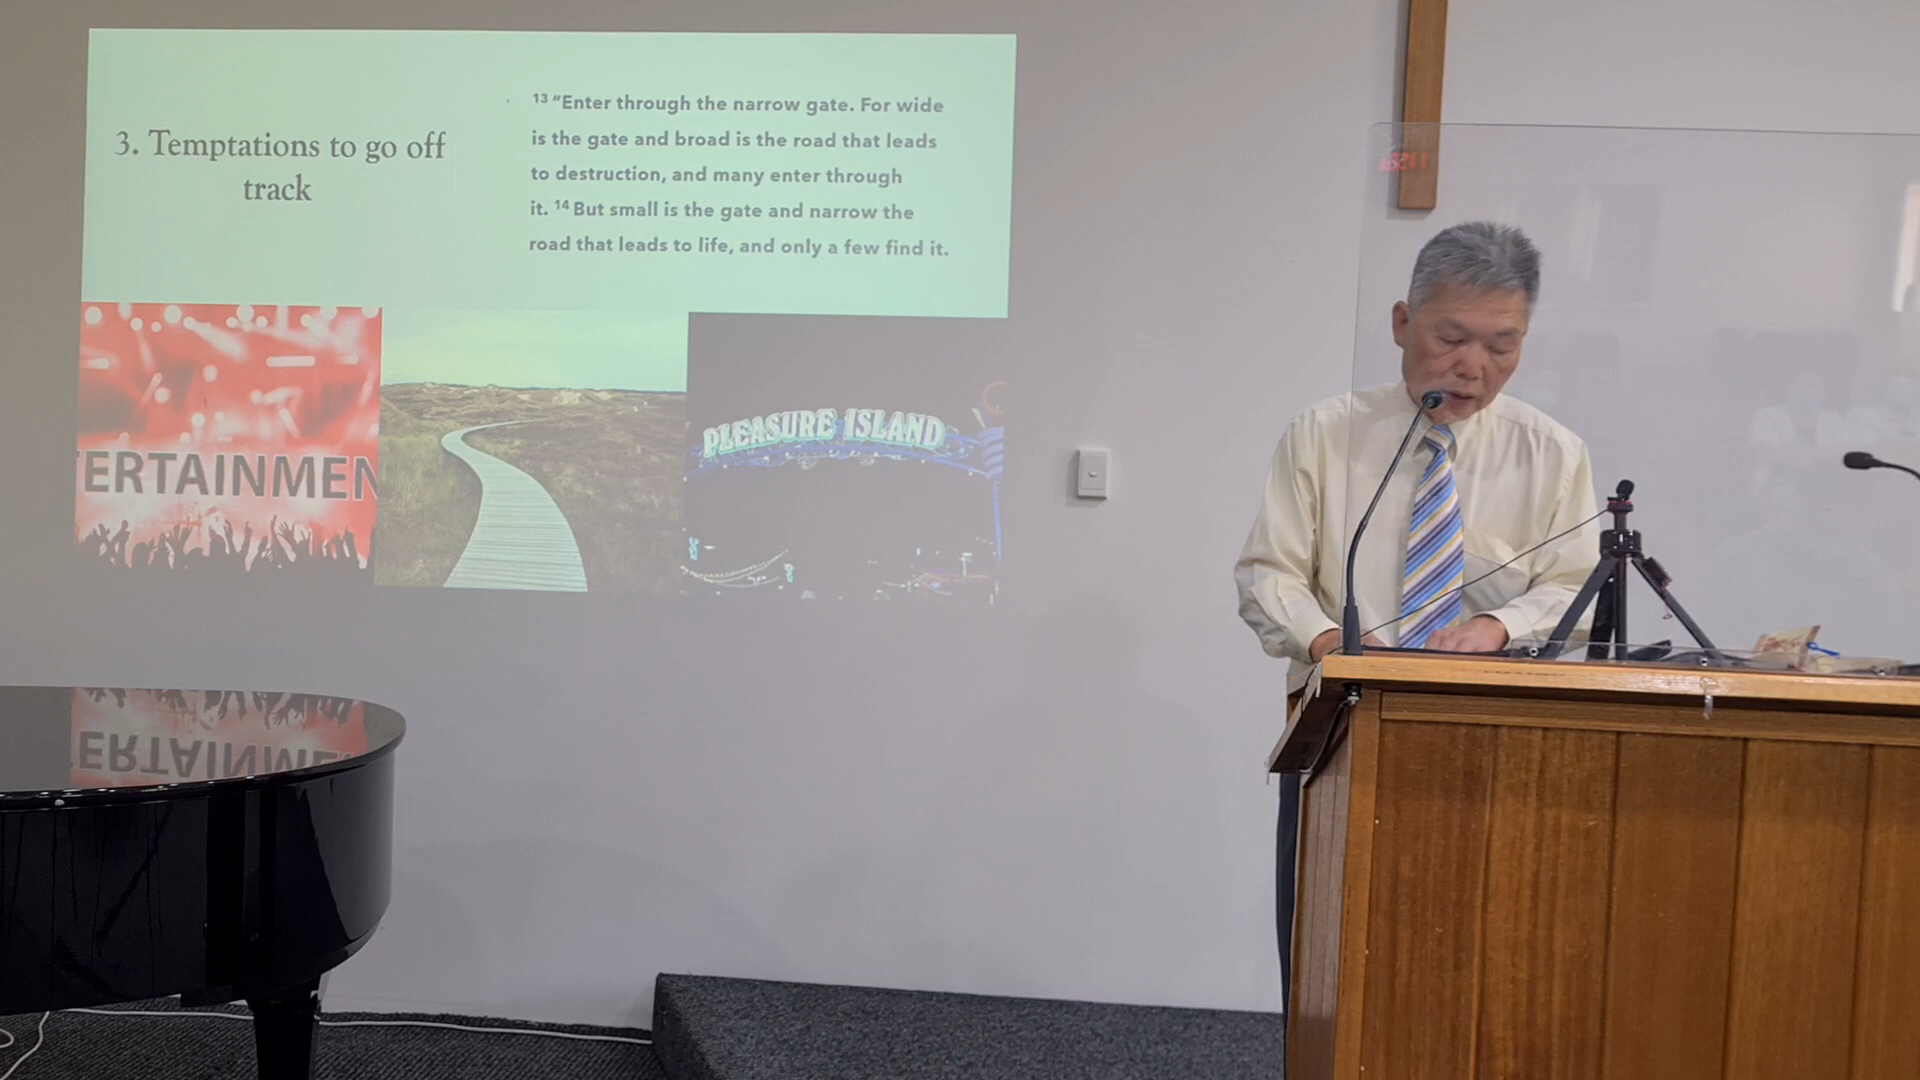 3. Temptations to go off
track
13 “Enter through the narrow gate. For wide
is the gate and broad is the road that leads
to destruction, and many enter through
it. 14 But small is the gate and narrow the
road that leads to life, and only a few find it.
ERTAINMEN
PLEASURE ISLAND